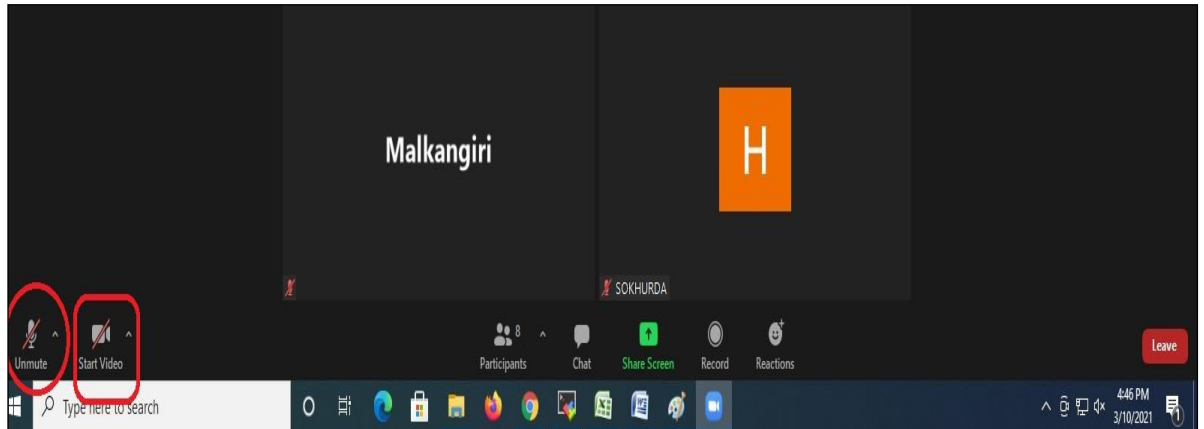 Malkangiri
H
SOKHURDA
Unmute
Start Video
8
Participants
Chat
Share Screen
Record
Reactions
Leave
Type here to search
4:46 PM
3/10/2021
1